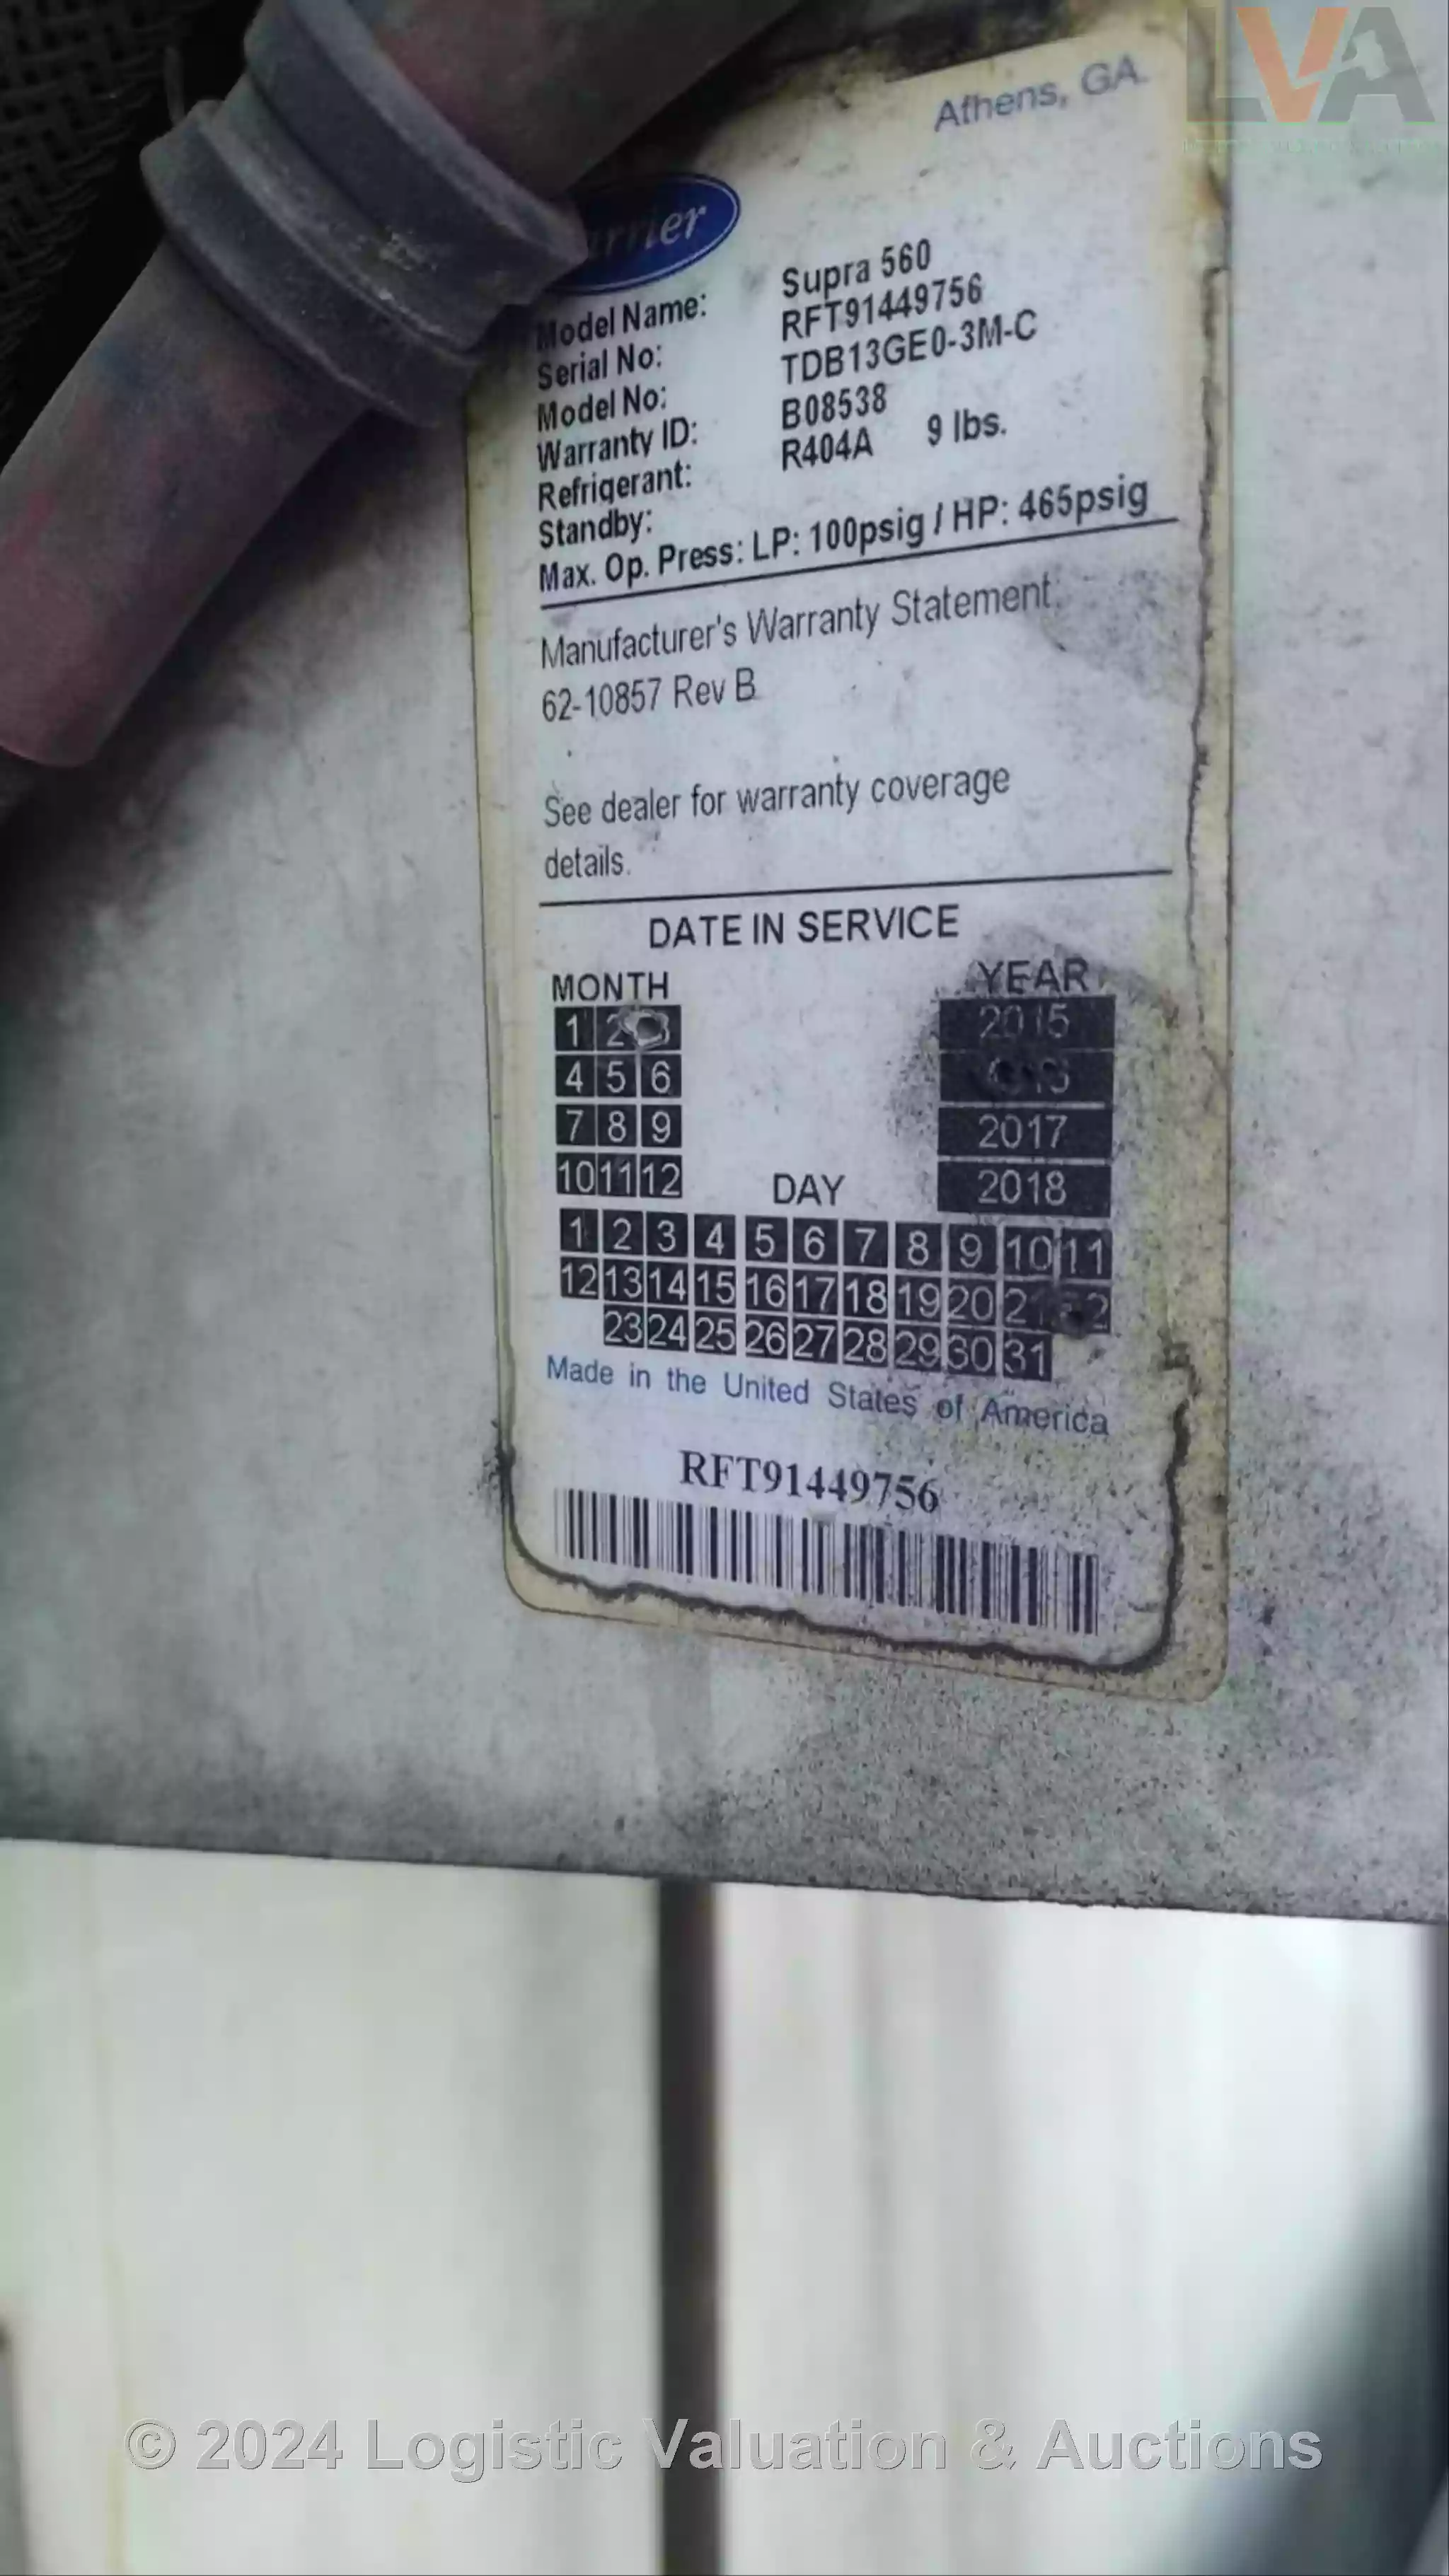 LVA
Athens, GA.
Model Name: Supra 560
Serial No: RFT91449756
Model No: TDB13GE0-3M-C
Warranty ID: B08538
Refrigerant: R404A 9 lbs.
Standby:
Max. Op. Press: LP: 100psig / HP: 465psig
Manufacturer's Warranty Statement
62-10857 Rev B
See dealer for warranty coverage
details.
DATE IN SERVICE
MONTH YEAR
1 2 2015
4 5 6
7 8 9 2017
10 11 12 2018
DAY
1 2 3 4 5 6 7 8 9 10 11
12 13 14 15 16 17 18 19 20
23 24 25 26 27 28 29 30 31
Made in the United States of America
RFT91449756
© 2024 Logistic Valuation & Auctions